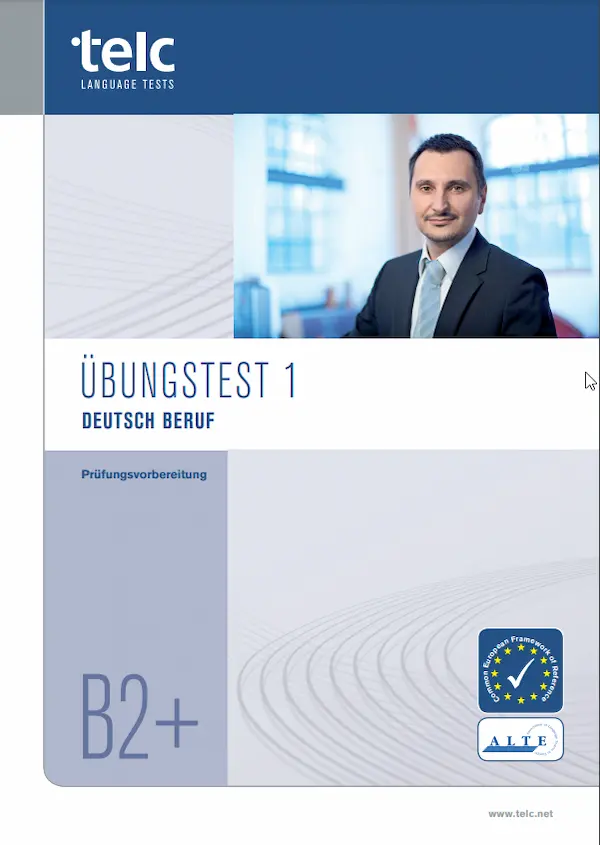 telc
LANGUAGE TESTS
ÜBUNGSTEST 1
DEUTSCH BERUF
Prüfungsvorbereitung
B2+
Common European Framework of Reference
ALTE
www.telc.net